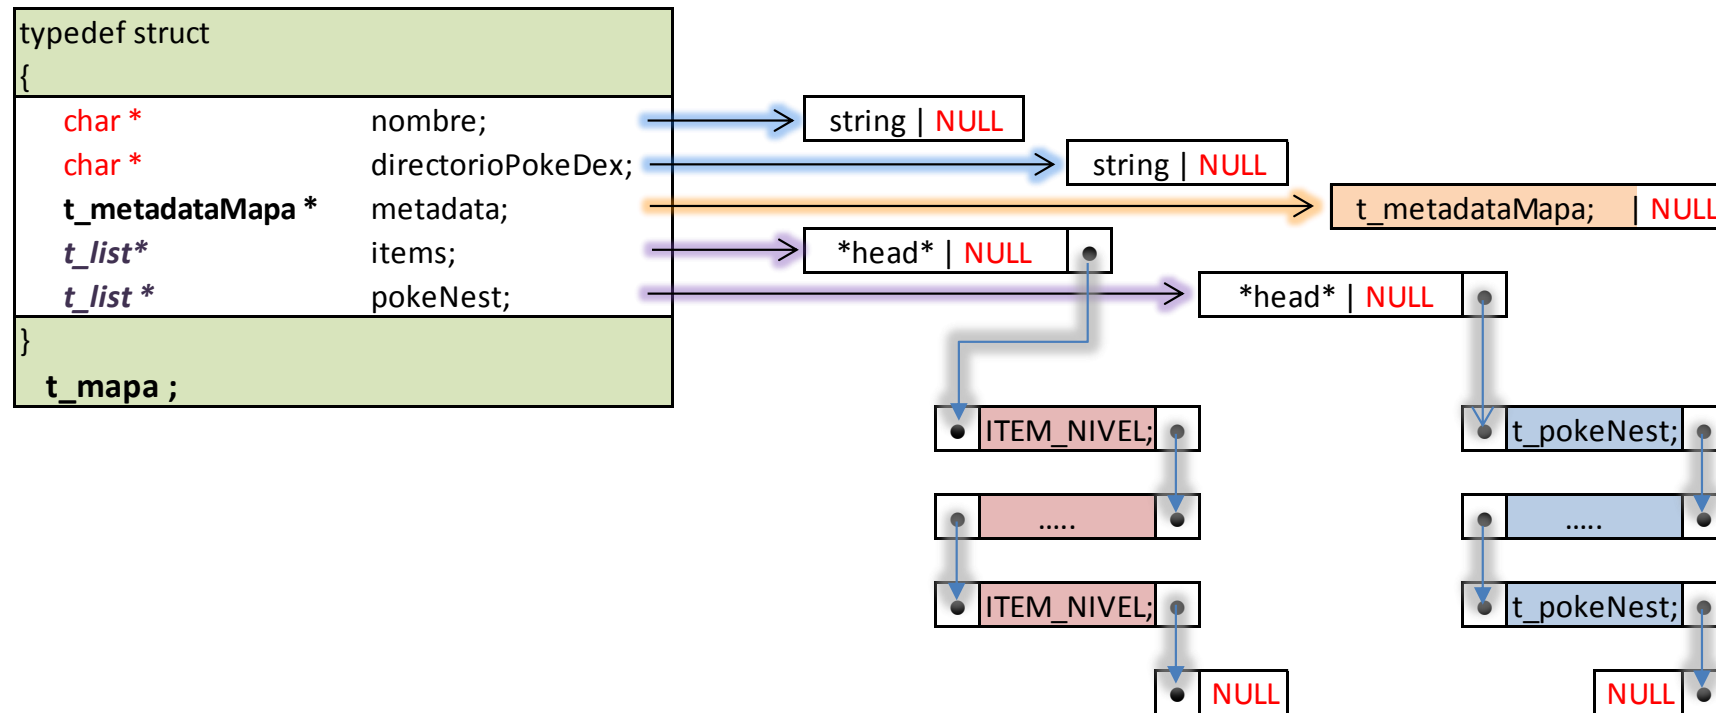 typedef struct
{
char * nombre; string | NULL
char * directorioPokeDex; string | NULL
t_metadataMapa * metadata; t_metadataMapa; | NULL
t_list* items; *head* | NULL
t_list * pokeNest; *head* | NULL
}
t_mapa ;
ITEM_NIVEL; t_pokeNest;
..... .....
ITEM_NIVEL; t_pokeNest;
NULL NULL